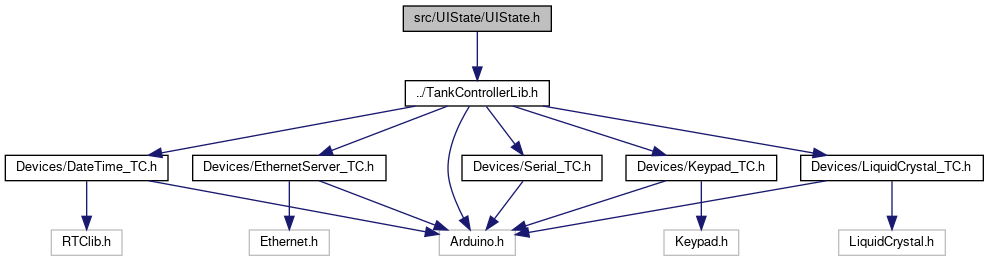 src/UIState/UIState.h
../TankControllerLib.h
Devices/DateTime_TC.h
Devices/EthernetServer_TC.h
Devices/Serial_TC.h
Devices/Keypad_TC.h
Devices/LiquidCrystal_TC.h
RTClib.h
Ethernet.h
Arduino.h
Keypad.h
LiquidCrystal.h